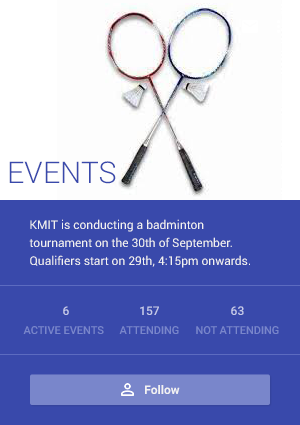 EVENTS
KMIT is conducting a badminton
tournament on the 30th of September.
Qualifiers start on 29th, 4:15pm onwards.
6 157 63
ACTIVE EVENTS ATTENDING NOT ATTENDING
Follow